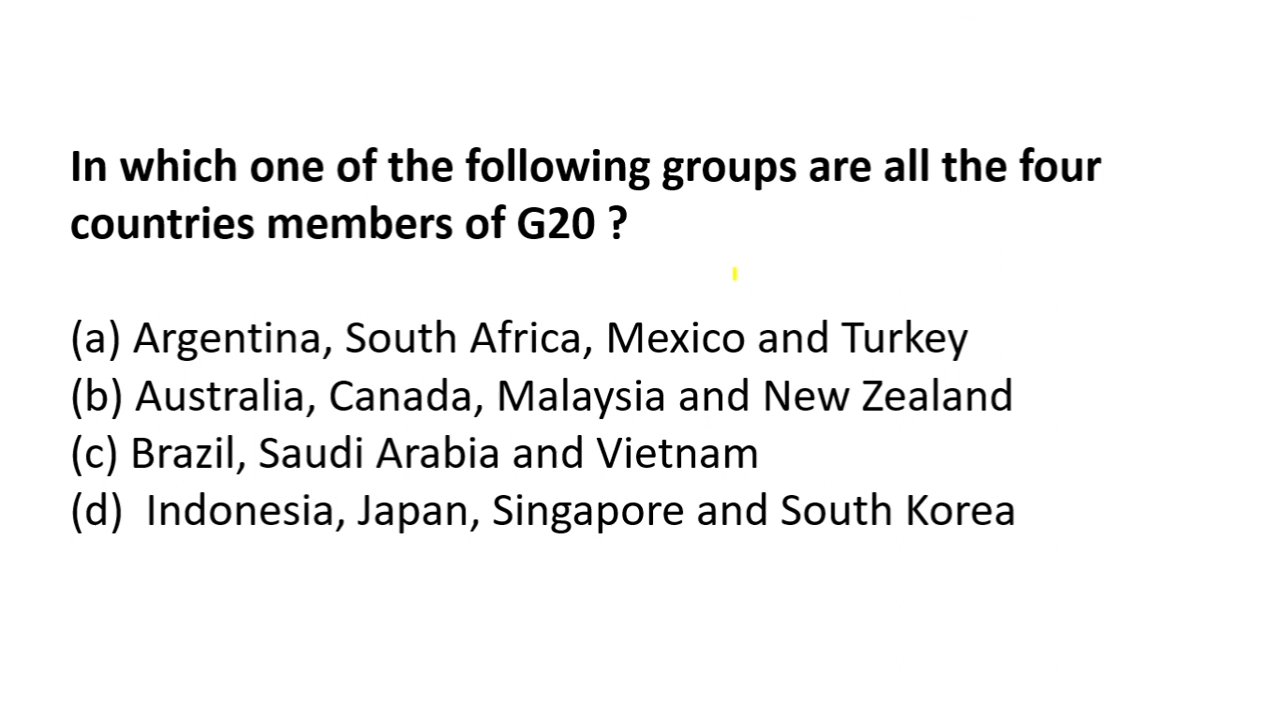 In which one of the following groups are all the four
countries members of G20 ?
(a) Argentina, South Africa, Mexico and Turkey
(b) Australia, Canada, Malaysia and New Zealand
(c) Brazil, Saudi Arabia and Vietnam
(d)  Indonesia, Japan, Singapore and South Korea